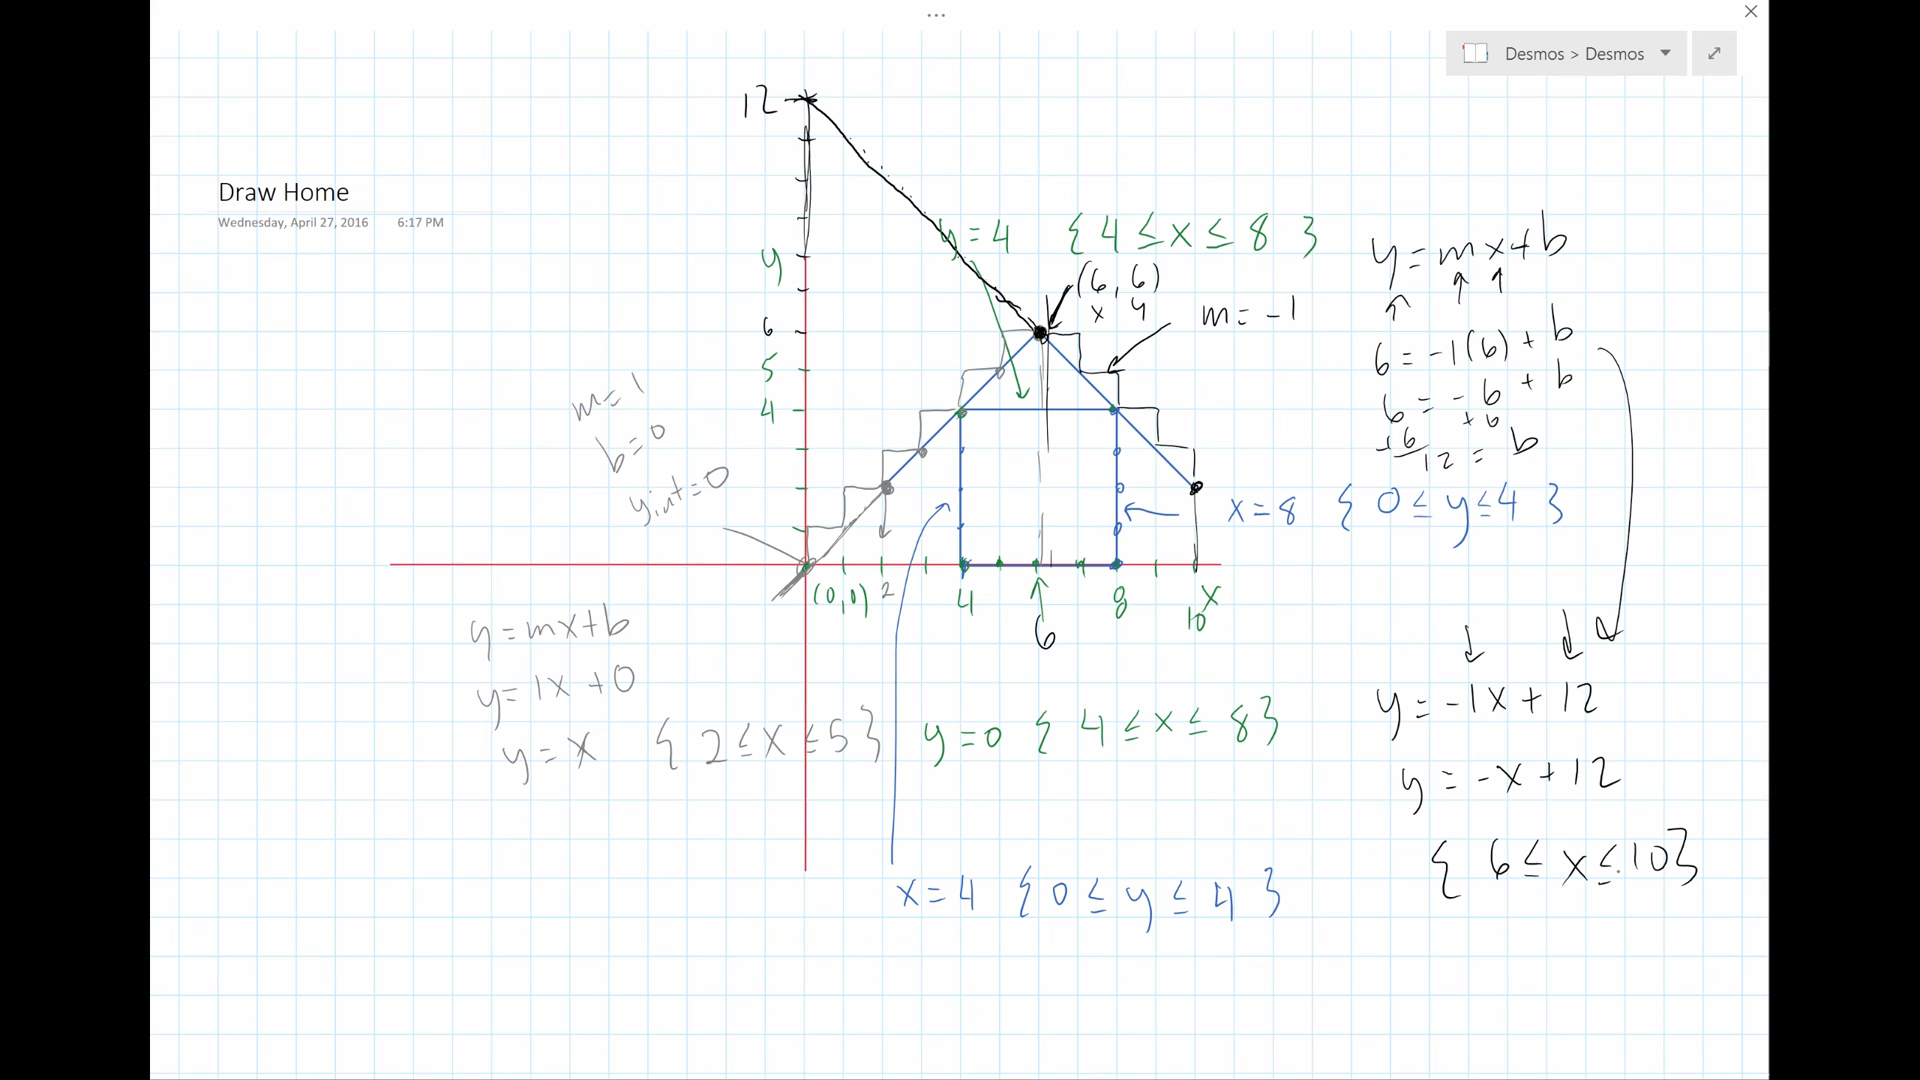 ...
Desmos > Desmos
Draw Home
Wednesday, April 27, 2016 6:17 PM
12
y
6
5
4
y = 4 { 4 ≤ x ≤ 8 }
(6, 6)
x y
m = -1
m = 1
b = 0
y int = 0
(0,0) 2 4 6 8 10 x
y = mx + b
y = 1x + 0
y = x { 2 ≤ x ≤ 5 }
y = 0 { 4 ≤ x ≤ 8 }
x = 4 { 0 ≤ y ≤ 4 }
y = mx + b
6 = -1(6) + b
6 = -6 + b
+6 +6
12 = b
x = 8 { 0 ≤ y ≤ 4 }
y = -1x + 12
y = -x + 12
{ 6 ≤ x ≤ 10 }